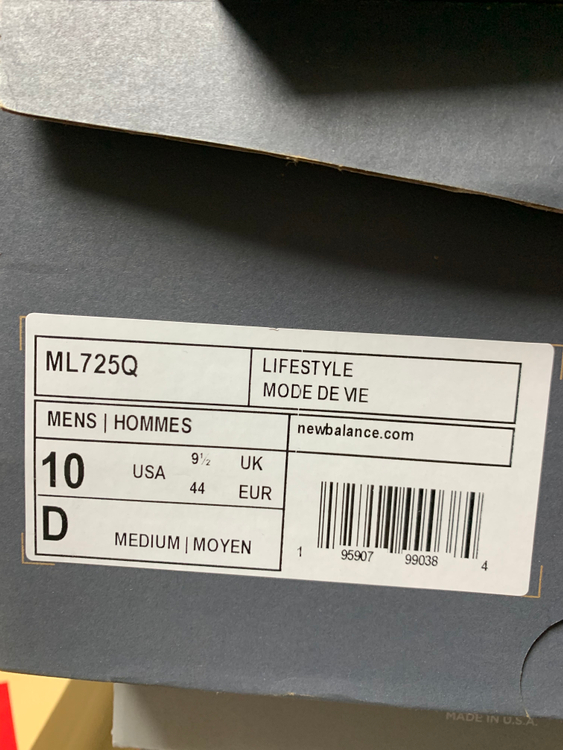 ML725Q
LIFESTYLE
MODE DE VIE
MENS | HOMMES
newbalance.com
10 USA 9½ UK
44 EUR
D MEDIUM | MOYEN
1 95907 99038 4
MADE IN U.S.A.